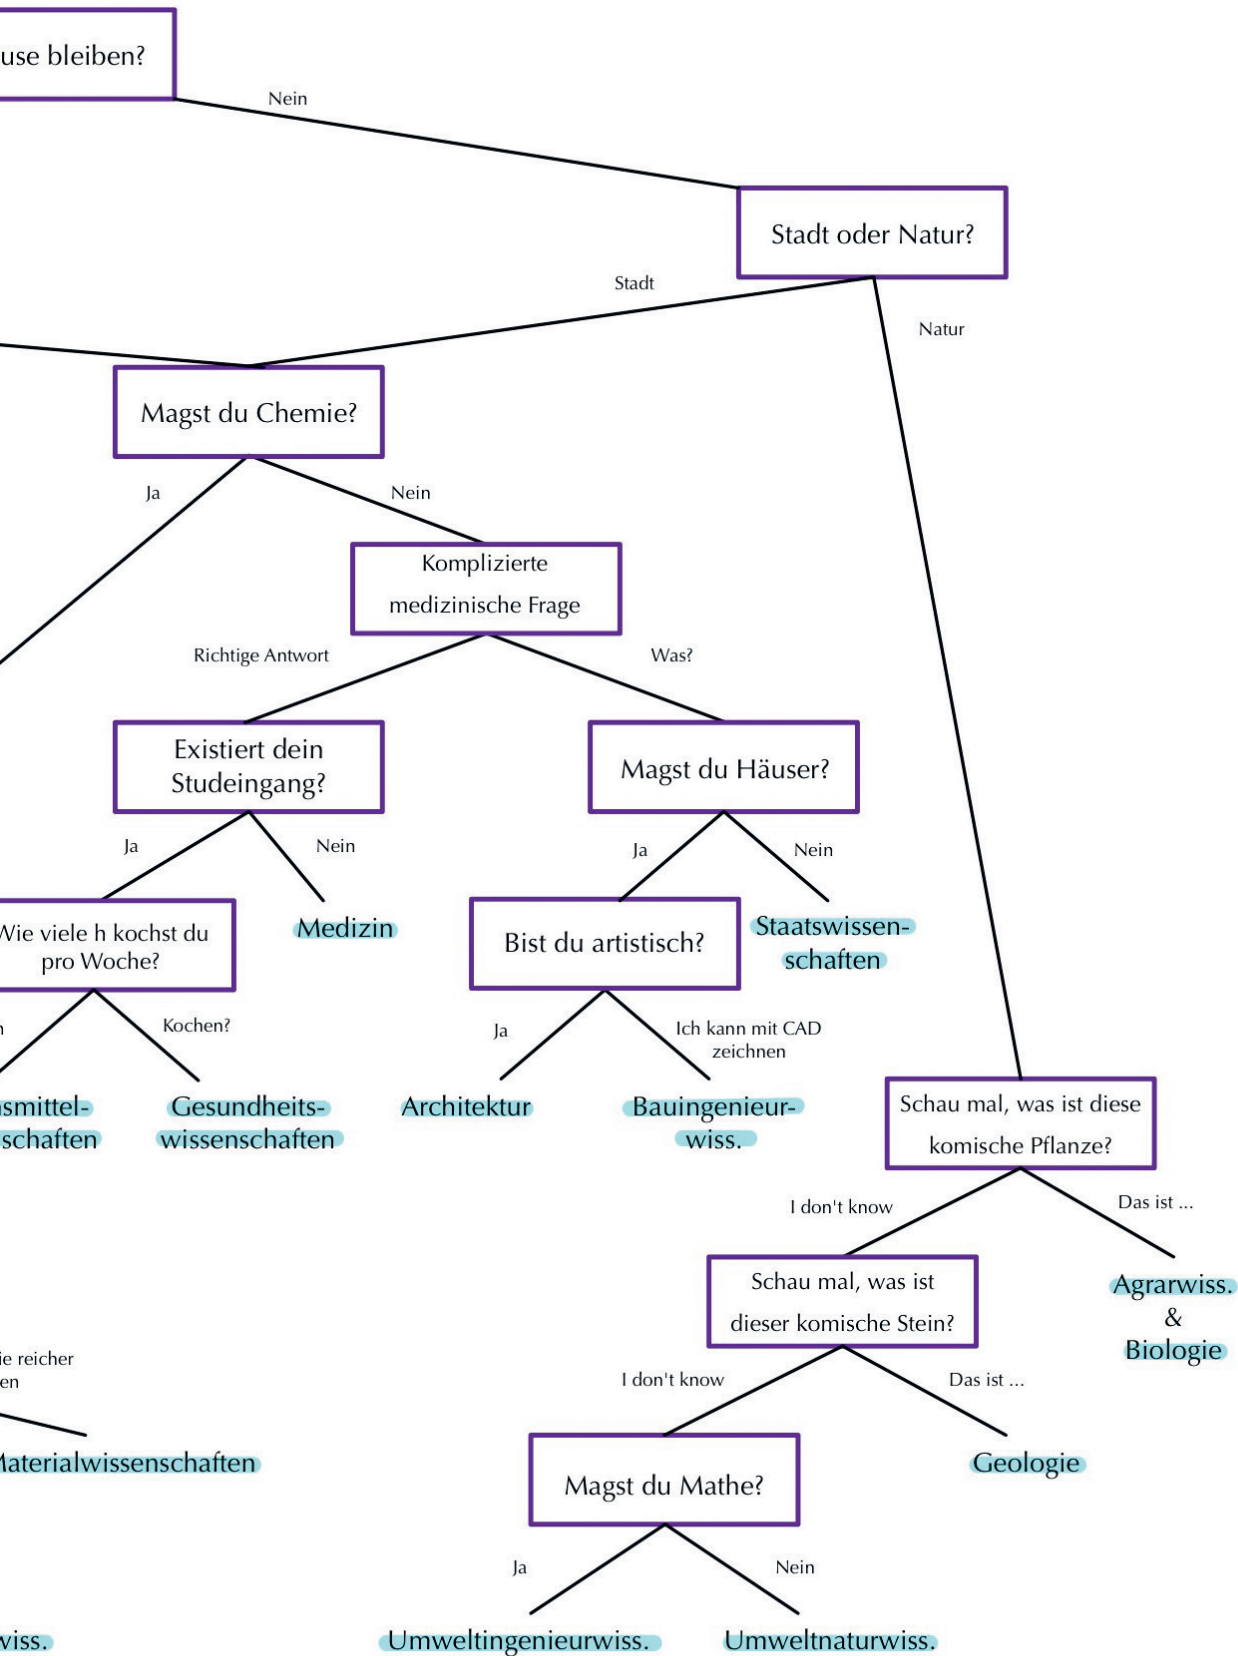 use bleiben?
Nein
Stadt oder Natur?
Stadt
Natur
Magst du Chemie?
Ja
Nein
Komplizierte
medizinische Frage
Richtige Antwort
Was?
Existiert dein
Studeingang?
Magst du Häuser?
Ja
Nein
Ja
Nein
Wie viele h kochst du
pro Woche?
Medizin
Bist du artistisch?
Staatswissen-
schaften
Kochen?
Ja
Ich kann mit CAD
zeichnen
smittel-
schaften
Gesundheits-
wissenschaften
Architektur
Bauingenieur-
wiss.
Schau mal, was ist diese
komische Pflanze?
I don't know
Das ist ...
Schau mal, was ist
dieser komische Stein?
Agrarwiss.
&
Biologie
ie reicher
en
I don't know
Das ist ...
Materialwissenschaften
Magst du Mathe?
Geologie
Ja
Nein
wiss.
Umweltingenieurwiss.
Umweltnaturwiss.